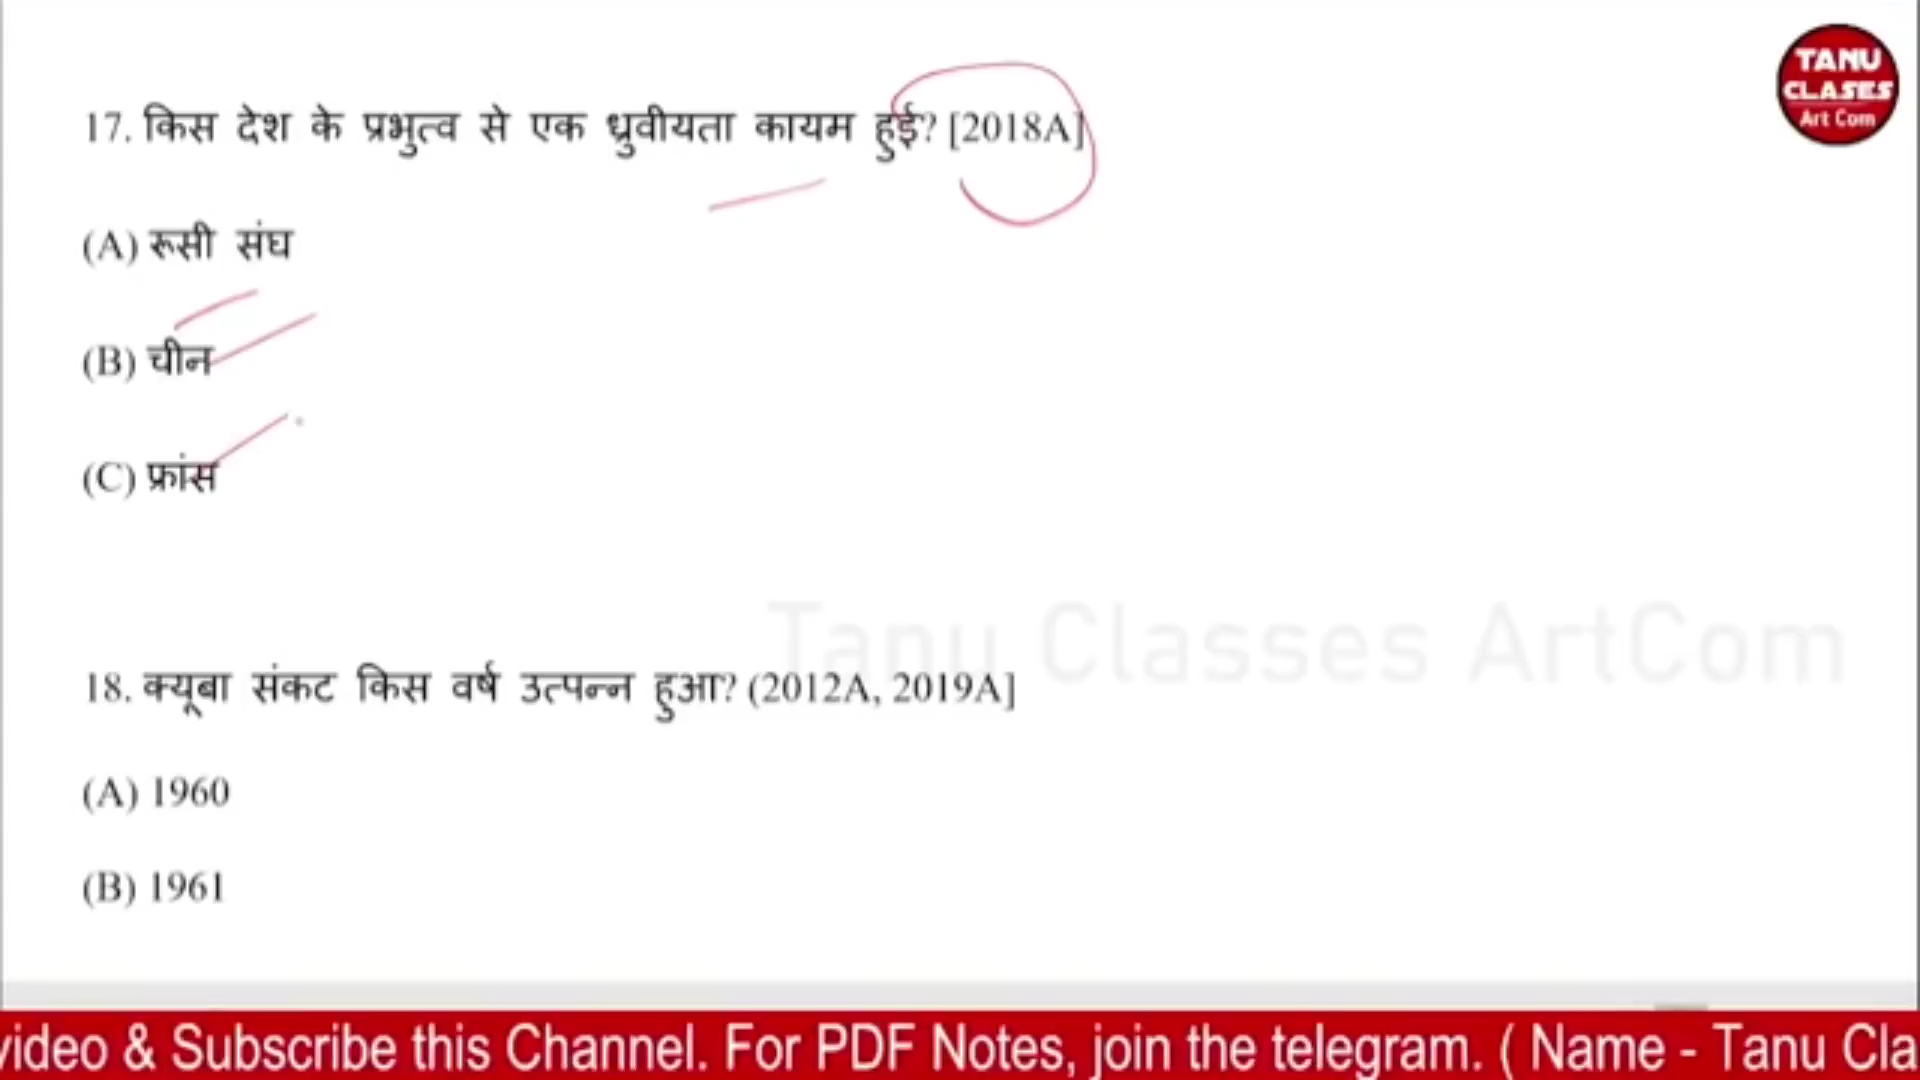 TANU
CLASES
Art Com
17. किस देश के प्रभुत्व से एक ध्रुवीयता कायम हुई? [2018A]
(A) रूसी संघ
(B) चीन
(C) फ्रांस
Tanu Classes ArtCom
18. क्यूबा संकट किस वर्ष उत्पन्न हुआ? (2012A, 2019A]
(A) 1960
(B) 1961
video & Subscribe this Channel. For PDF Notes, join the telegram. ( Name - Tanu Cla